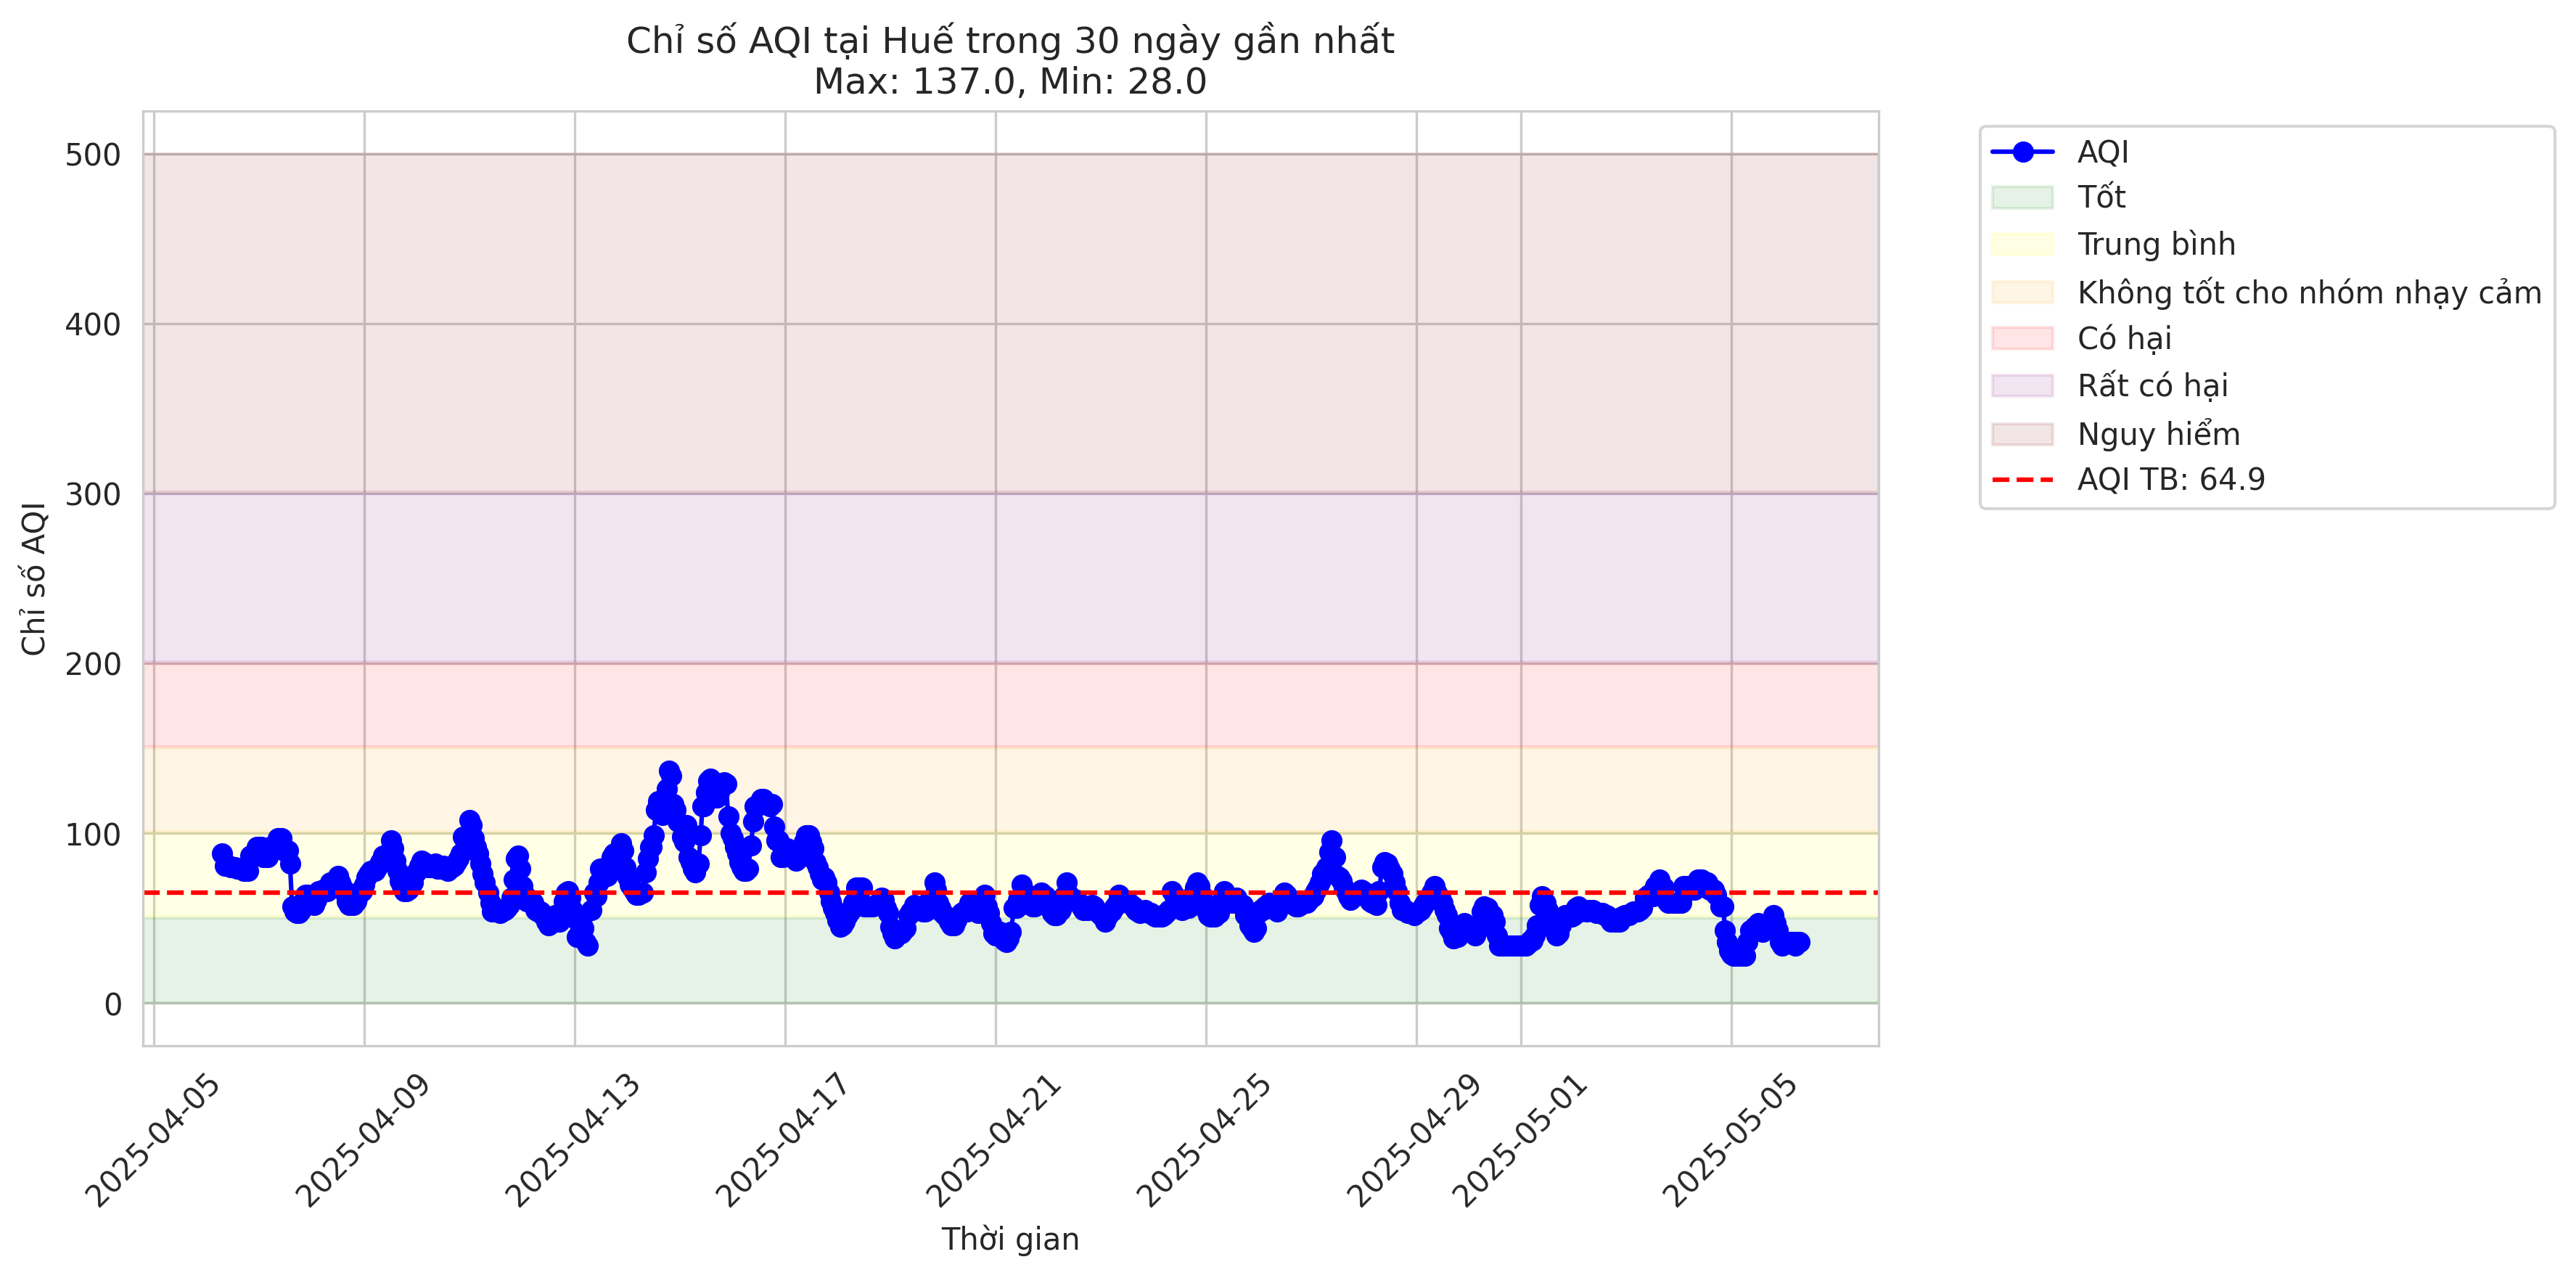 Chỉ số AQI tại Huế trong 30 ngày gần nhất
Max: 137.0, Min: 28.0
Chỉ số AQI
500
400
300
200
100
0
2025-04-05
2025-04-09
2025-04-13
2025-04-17
2025-04-21
2025-04-25
2025-04-29
2025-05-01
2025-05-05
Thời gian
AQI
Tốt
Trung bình
Không tốt cho nhóm nhạy cảm
Có hại
Rất có hại
Nguy hiểm
AQI TB: 64.9